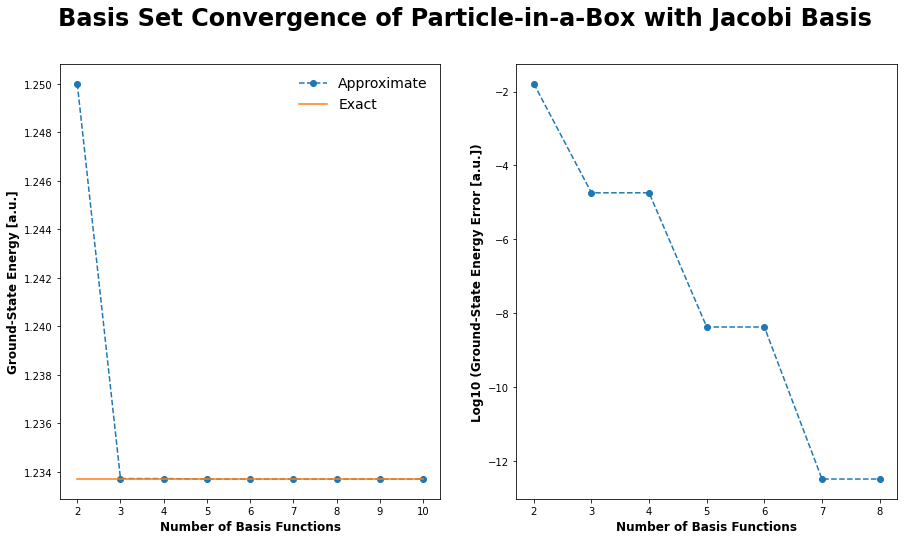 Basis Set Convergence of Particle-in-a-Box with Jacobi Basis
Ground-State Energy [a.u.]
1.250
1.248
1.246
1.244
1.242
1.240
1.238
1.236
1.234
Approximate
Exact
2 3 4 5 6 7 8 9 10
Number of Basis Functions
Log10 (Ground-State Energy Error [a.u.])
−2
−4
−6
−8
−10
−12
2 3 4 5 6 7 8
Number of Basis Functions